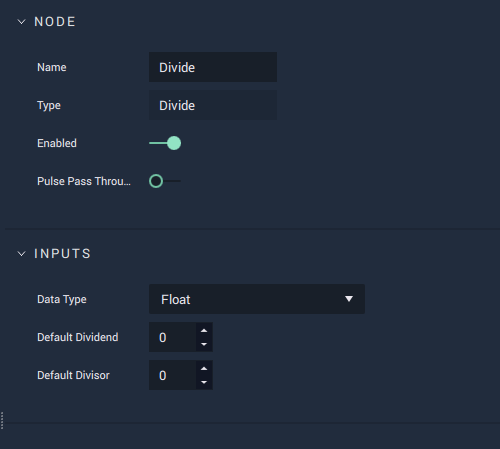 NODE
Name Divide
Type Divide
Enabled
Pulse Pass Throu...
INPUTS
Data Type Float
Default Dividend 0
Default Divisor 0